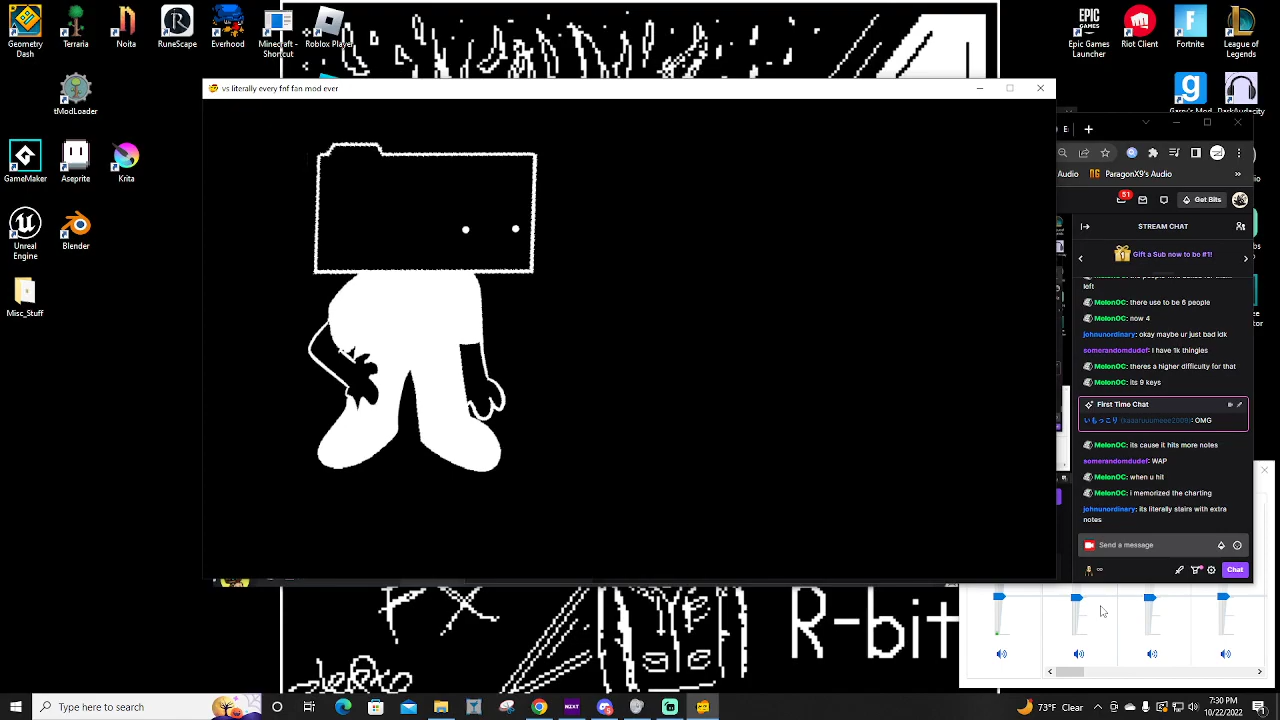 Geometry Dash
Terraria
Noita
RuneScape
Everhood
Minecraft - Shortcut
Roblox Player
Epic Games Launcher
Riot Client
Fortnite
League of Legends
tModLoader
GameMaker
Aseprite
Krita
Unreal Engine
Blender
Misc_Stuff
vs literally every fnf fan mod ever
Audio
ParagonX9's Audio
51
Get Bits
STREAM CHAT
Gift a Sub now to be #1!
left
MelonOC: there use to be 6 people
MelonOC: now 4
johnunordinary: okay maybe ur just bad idk
somerandomdudef: I have 1k thingies
MelonOC: theres a higher difficulty for that
MelonOC: its 9 keys
First Time Chat
: OMG
MelonOC: its cause it hits more notes
somerandomdudef: WAP
MelonOC: when u hit
MelonOC: i memorized the charting
johnunordinary: its literally stairs with extra
notes
Send a message
Chat
R-bit
Type here to search
NZXT
73°F Clear
7:30 PM
10/22/2022